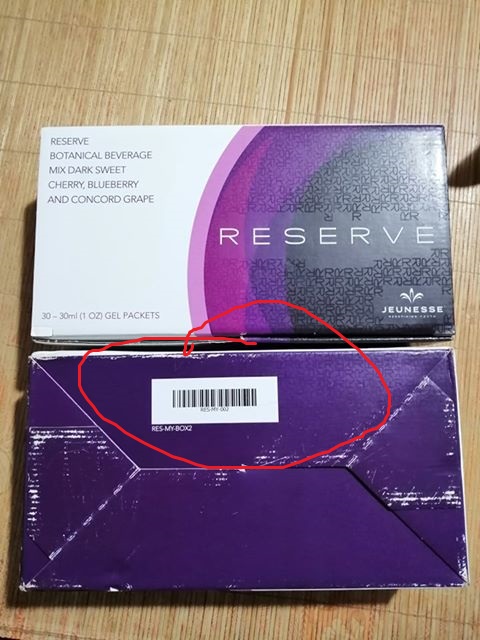 RESERVE
BOTANICAL BEVERAGE
MIX DARK SWEET
CHERRY, BLUEBERRY
AND CONCORD GRAPE
RESERVE
30 – 30ml (1 OZ) GEL PACKETS
JEUNESSE
RES-MY-002
RES-MY-BOX2